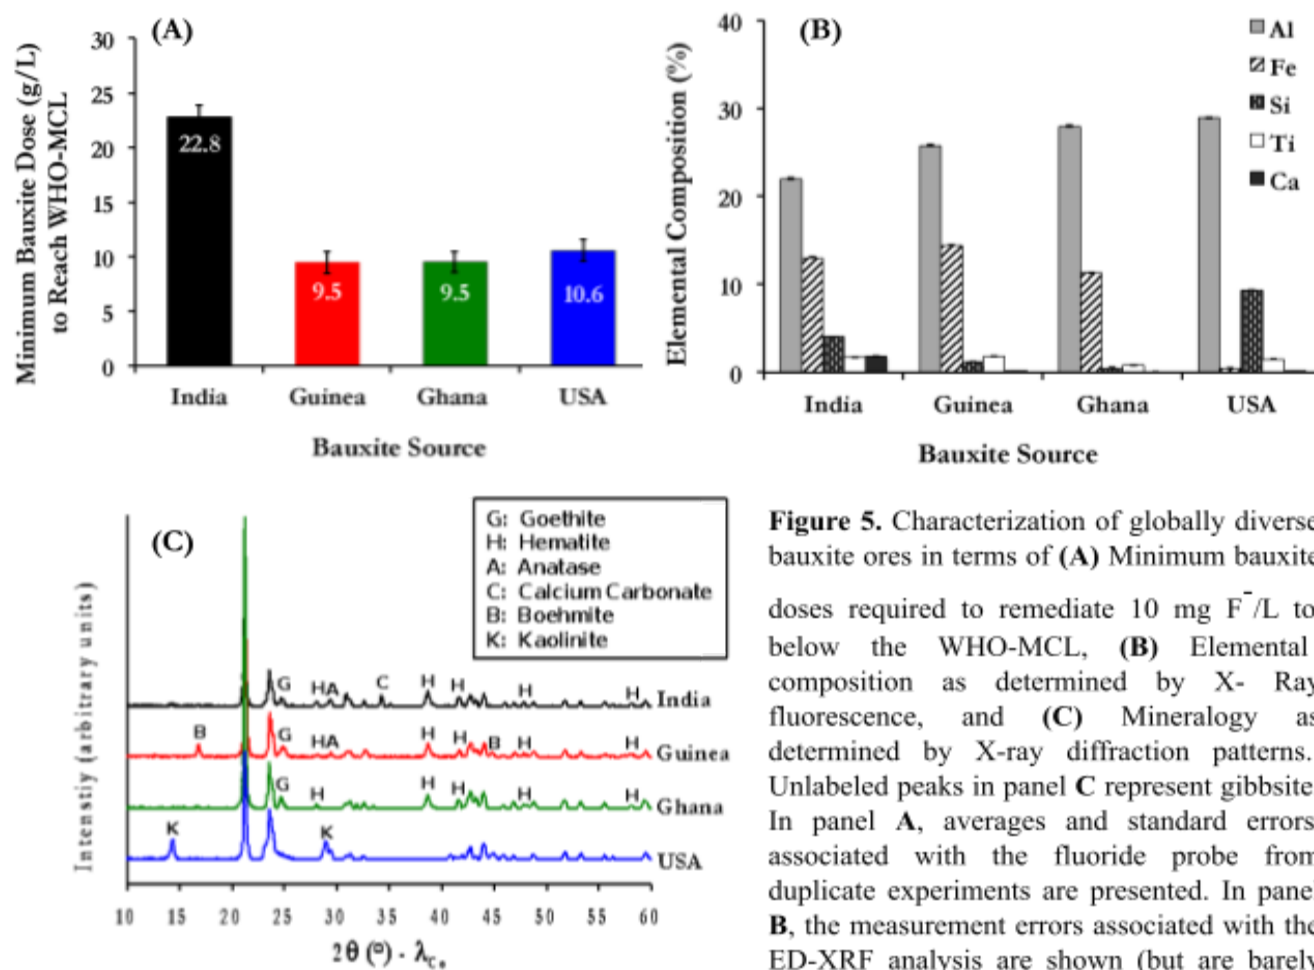 (A)
Minimum Bauxite Dose (g/L)
to Reach WHO-MCL
30
25
20
15
10
5
0
22.8
9.5
9.5
10.6
India Guinea Ghana USA
Bauxite Source
(B)
Elemental Composition (%)
40
30
20
10
0
Al
Fe
Si
Ti
Ca
India Guinea Ghana USA
Bauxite Source
(C)
Intenstiy (arbitrary units)
G: Goethite
H: Hematite
A: Anatase
C: Calcium Carbonate
B: Boehmite
K: Kaolinite
G H A C H H H H India
B G H A H H B H H Guinea
G H H H H H Ghana
K K USA
10 15 20 25 30 35 40 45 50 55 60
2θ (°) - λCo
Figure 5. Characterization of globally diverse
bauxite ores in terms of (A) Minimum bauxite
doses required to remediate 10 mg F⁻/L to
below the WHO-MCL, (B) Elemental
composition as determined by X- Ray
fluorescence, and (C) Mineralogy as
determined by X-ray diffraction patterns.
Unlabeled peaks in panel C represent gibbsite
In panel A, averages and standard errors
associated with the fluoride probe from
duplicate experiments are presented. In panel
B, the measurement errors associated with the
ED-XRF analysis are shown (but are barely